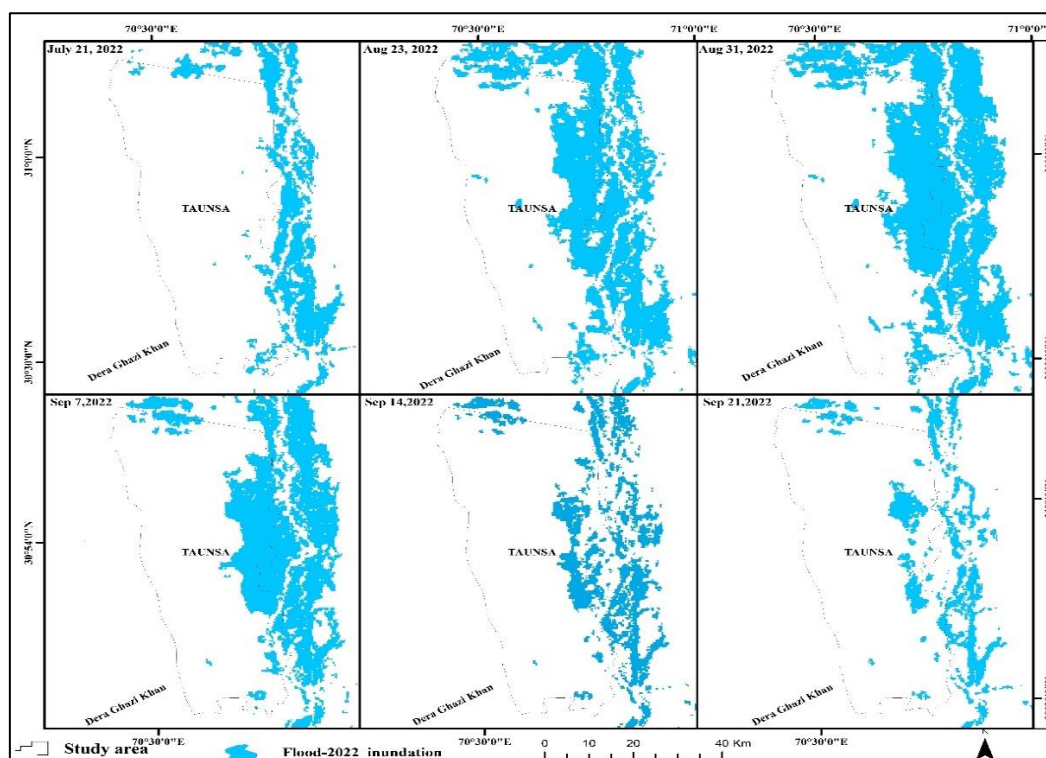 70°30'0"E
70°30'0"E 71°0'0"E
70°30'0"E 71°0'0"E
July 21, 2022
Aug 23, 2022
Aug 31, 2022
31°0'0"N
TAUNSA
TAUNSA
TAUNSA
30°30'0"N
Dera Ghazi Khan
Dera Ghazi Khan
Dera Ghazi Khan
Sep 7,2022
Sep 14,2022
Sep 21,2022
30°54'0"N
TAUNSA
TAUNSA
TAUNSA
Dera Ghazi Khan
Dera Ghazi Khan
Dera Ghazi Khan
70°30'0"E
70°30'0"E
70°30'0"E
Study area
Flood-2022 inundation
0 10 20 40 Km